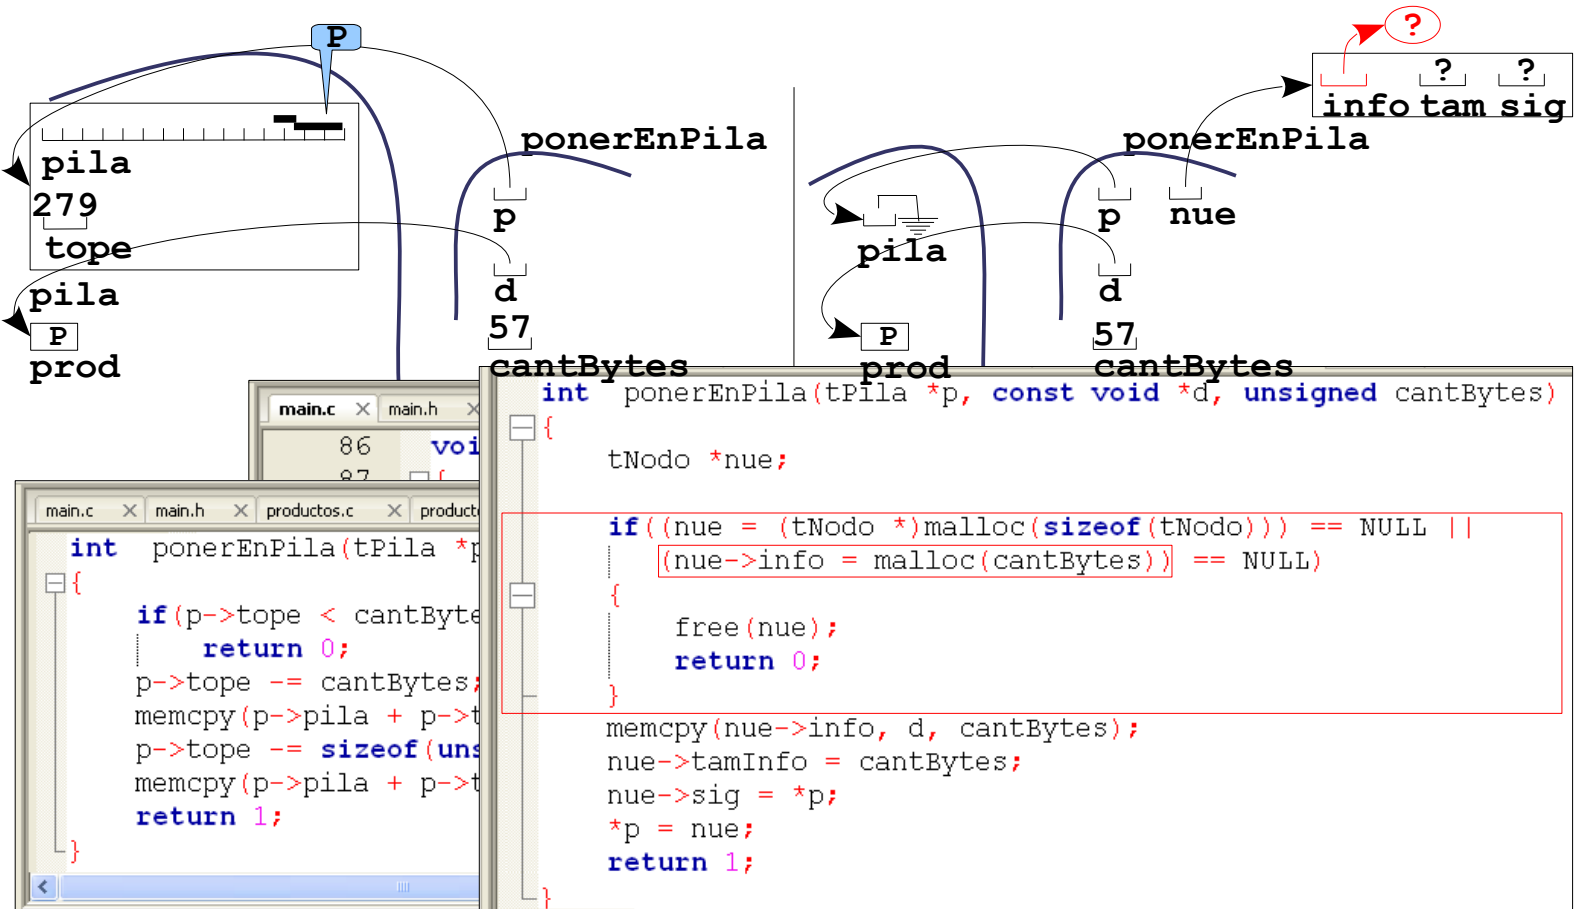 P
?
? ?
info tam sig
ponerEnPila
ponerEnPila
pila
279
tope
p
p nue
pila
pila
d
d
P
prod
57
cantBytes
P
prod
57
cantBytes
main.c main.h
86 voi
87 {
main.c main.h productos.c product
int ponerEnPila(tPila *p
{
if(p->tope < cantByte
return 0;
p->tope -= cantBytes;
memcpy(p->pila + p->t
p->tope -= sizeof(uns
memcpy(p->pila + p->t
return 1;
}
int ponerEnPila(tPila *p, const void *d, unsigned cantBytes)
{
tNodo *nue;
if((nue = (tNodo *)malloc(sizeof(tNodo))) == NULL ||
(nue->info = malloc(cantBytes)) == NULL)
{
free(nue);
return 0;
}
memcpy(nue->info, d, cantBytes);
nue->tamInfo = cantBytes;
nue->sig = *p;
*p = nue;
return 1;
}